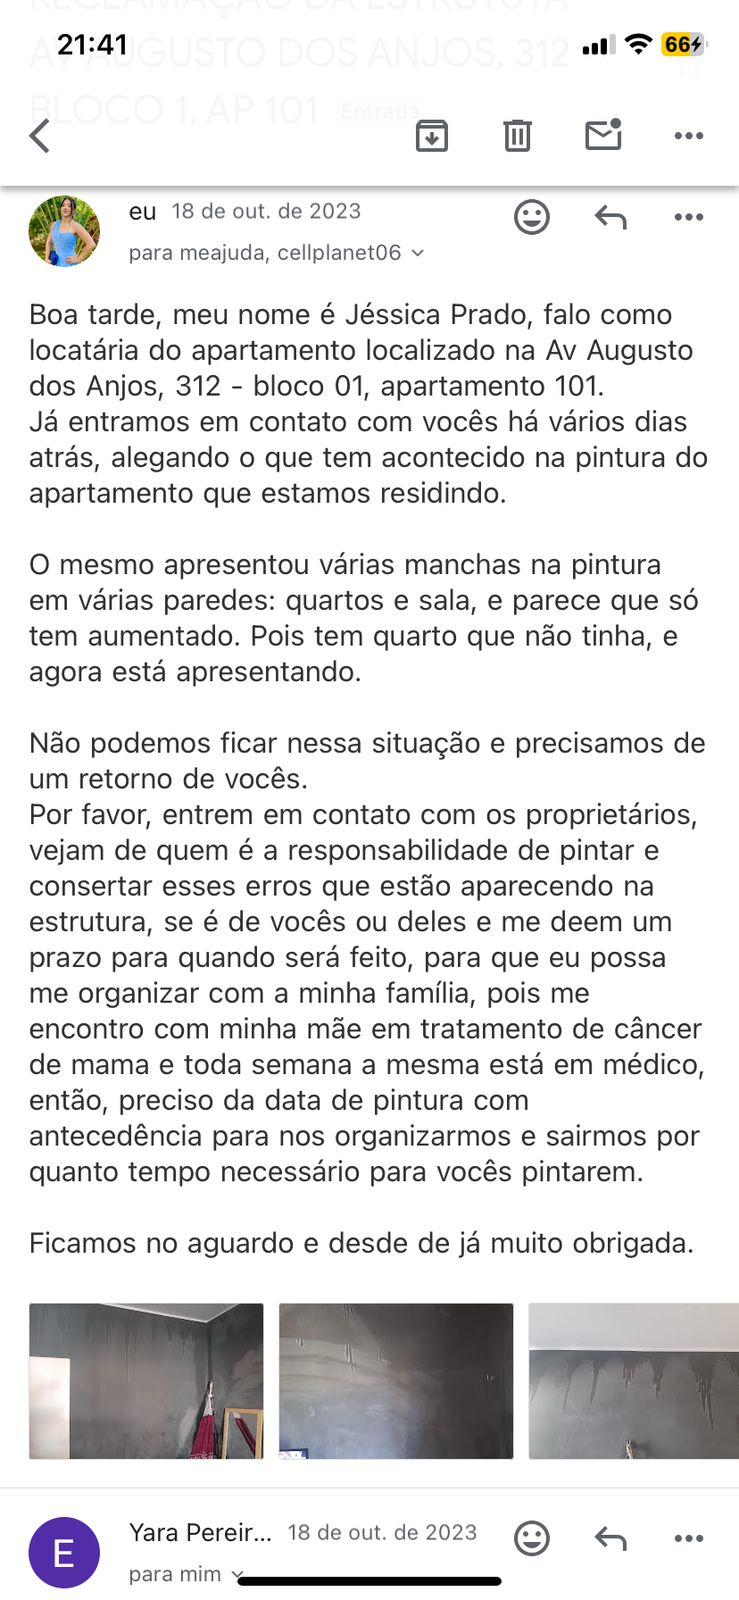 RECLAMAÇÃO DA ESTRUTUTA
21:41
66
AV AUGUSTO DOS ANJOS, 312
BLOCO 1, AP 101 Entrada
eu 18 de out. de 2023
para meajuda, cellplanet06
Boa tarde, meu nome é Jéssica Prado, falo como
locatária do apartamento localizado na Av Augusto
dos Anjos, 312 - bloco 01, apartamento 101.
Já entramos em contato com vocês há vários dias
atrás, alegando o que tem acontecido na pintura do
apartamento que estamos residindo.
O mesmo apresentou várias manchas na pintura
em várias paredes: quartos e sala, e parece que só
tem aumentado. Pois tem quarto que não tinha, e
agora está apresentando.
Não podemos ficar nessa situação e precisamos de
um retorno de vocês.
Por favor, entrem em contato com os proprietários,
vejam de quem é a responsabilidade de pintar e
consertar esses erros que estão aparecendo na
estrutura, se é de vocês ou deles e me deem um
prazo para quando será feito, para que eu possa
me organizar com a minha família, pois me
encontro com minha mãe em tratamento de câncer
de mama e toda semana a mesma está em médico,
então, preciso da data de pintura com
antecedência para nos organizarmos e sairmos por
quanto tempo necessário para vocês pintarem.
Ficamos no aguardo e desde de já muito obrigada.
E
Yara Pereir... 18 de out. de 2023
para mim